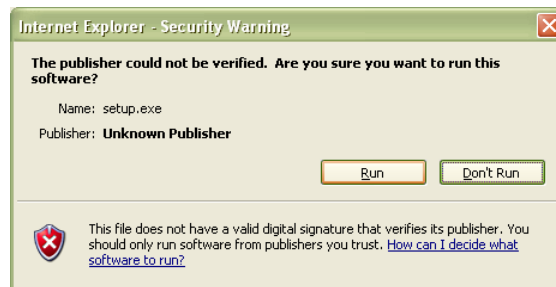 Internet Explorer - Security Warning
The publisher could not be verified.  Are you sure you want to run this
software?
Name: setup.exe
Publisher: Unknown Publisher
Run
Don't Run
This file does not have a valid digital signature that verifies its publisher. You
should only run software from publishers you trust. How can I decide what
software to run?